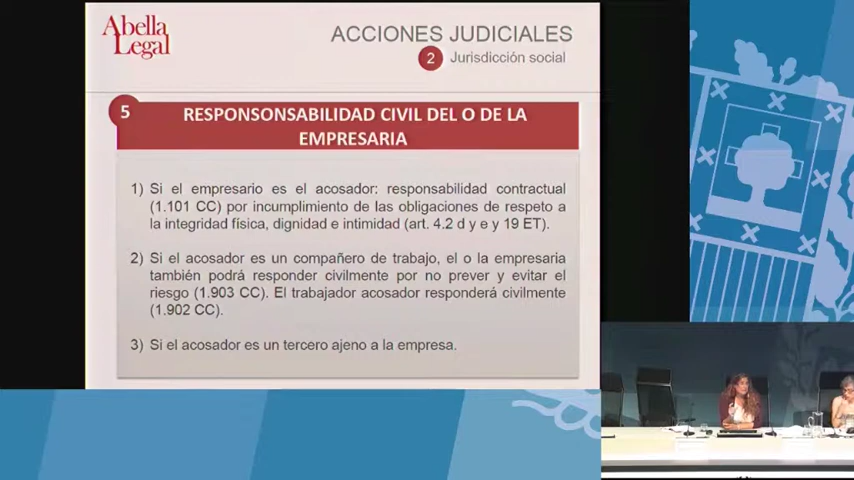 Abella
Legal
ACCIONES JUDICIALES
2 Jurisdicción social
5 RESPONSONSABILIDAD CIVIL DEL O DE LA
EMPRESARIA
1) Si el empresario es el acosador: responsabilidad contractual
(1.101 CC) por incumplimiento de las obligaciones de respeto a
la integridad física, dignidad e intimidad (art. 4.2 d y e y 19 ET).
2) Si el acosador es un compañero de trabajo, el o la empresaria
también podrá responder civilmente por no prever y evitar el
riesgo (1.903 CC). El trabajador acosador responderá civilmente
(1.902 CC).
3) Si el acosador es un tercero ajeno a la empresa.